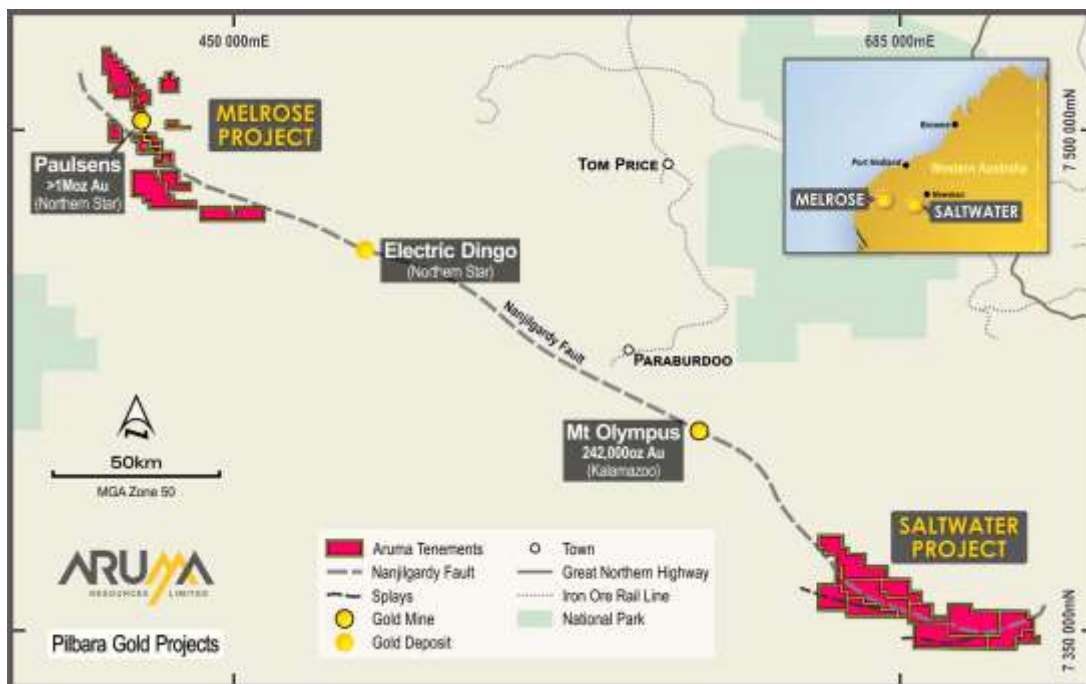 450 000mE
685 000mE
7 500 000mN
7 350 000mN
MELROSE
PROJECT
Paulsens
>1Moz Au
(Northern Star)
Electric Dingo
(Northern Star)
Nanjilgardy Fault
TOM PRICE
PARABURDOO
Mt Olympus
242,000oz Au
(Kalamazoo)
SALTWATER
PROJECT
Broome
Port Hedland
Western Australia
MELROSE
SALTWATER
50km
MGA Zone 50
ARUMA
RESOURCES LIMITED
Pilbara Gold Projects
Aruma Tenements
Nanjilgardy Fault
Splays
Gold Mine
Gold Deposit
Town
Great Northern Highway
Iron Ore Rail Line
National Park